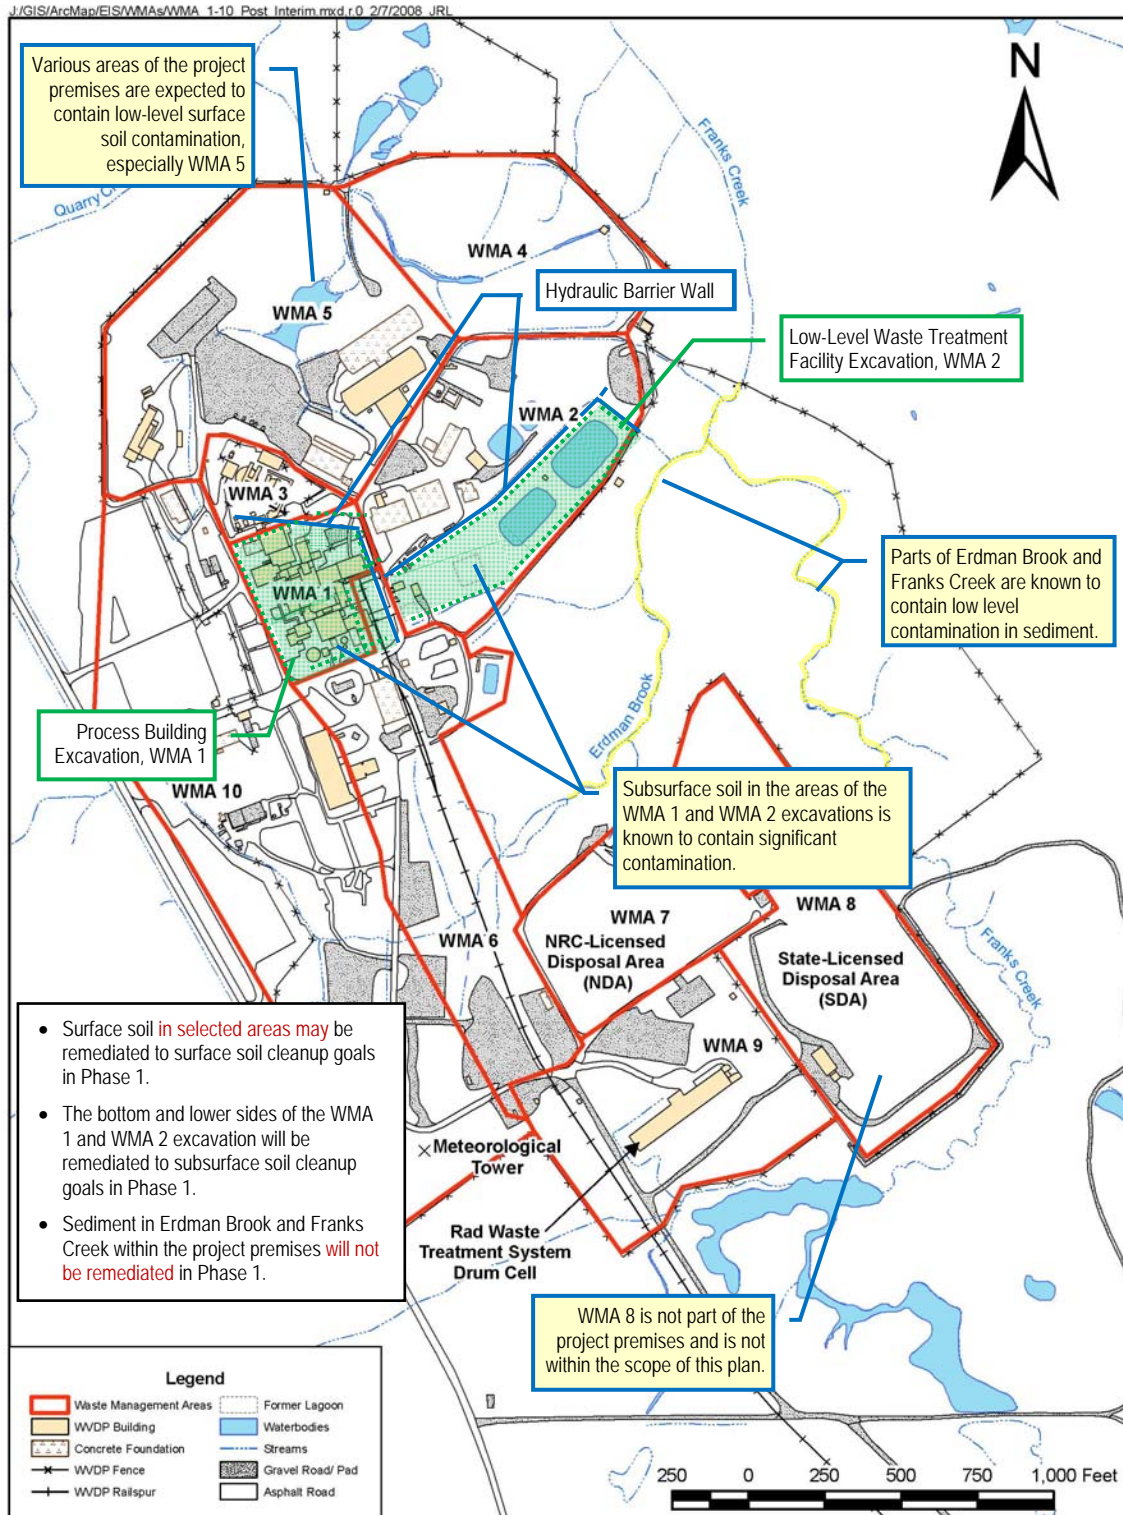 J:/GIS/ArcMap/EIS/WMAs/WMA_1-10_Post_Interim.mxd.r.0 2/7/2008 JRL
Various areas of the project
premises are expected to
contain low-level surface
soil contamination,
especially WMA 5
N
Franks Creek
Quarry C
WMA 4
Hydraulic Barrier Wall
WMA 5
Low-Level Waste Treatment
Facility Excavation, WMA 2
WMA 2
WMA 3
WMA 1
Parts of Erdman Brook and
Franks Creek are known to
contain low level
contamination in sediment.
Erdman Brook
Process Building
Excavation, WMA 1
WMA 10
Subsurface soil in the areas of the
WMA 1 and WMA 2 excavations is
known to contain significant
contamination.
WMA 7
NRC-Licensed
Disposal Area
(NDA)
WMA 8
State-Licensed
Disposal Area
(SDA)
Franks Creek
WMA 6
WMA 9
• Surface soil in selected areas may be
remediated to surface soil cleanup goals
in Phase 1.
• The bottom and lower sides of the WMA
1 and WMA 2 excavation will be
remediated to subsurface soil cleanup
goals in Phase 1.
• Sediment in Erdman Brook and Franks
Creek within the project premises will not
be remediated in Phase 1.
Meteorological
Tower
Rad Waste
Treatment System
Drum Cell
WMA 8 is not part of the
project premises and is not
within the scope of this plan.
Legend
Waste Management Areas
WVDP Building
Concrete Foundation
WVDP Fence
WVDP Railspur
Former Lagoon
Waterbodies
Streams
Gravel Road/ Pad
Asphalt Road
250 0 250 500 750 1,000 Feet